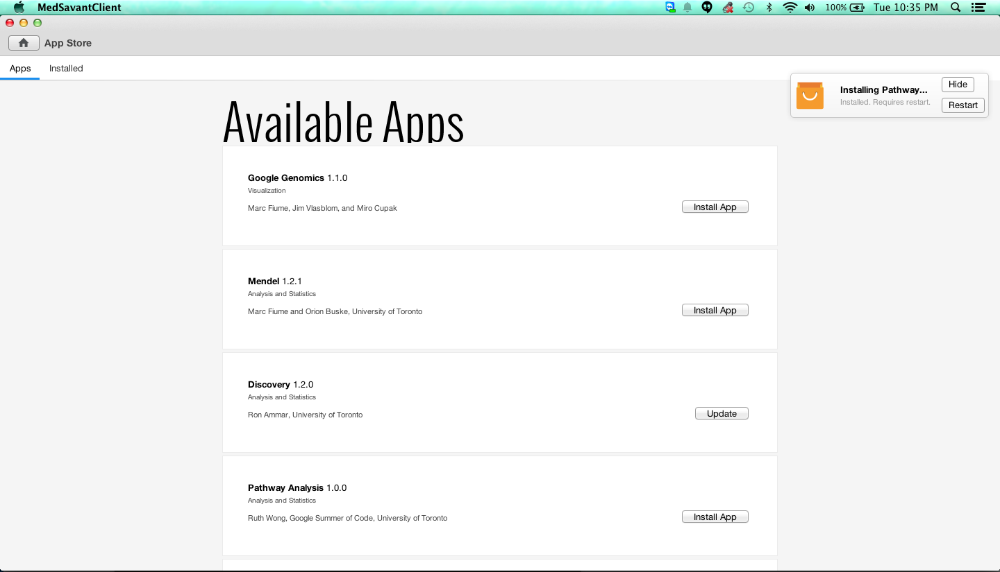 MedSavantClient
100%
Tue 10:35 PM
App Store
Apps
Installed
Installing Pathway...
Installed. Requires restart.
Hide
Restart
Available Apps
Google Genomics 1.1.0
Visualization
Marc Fiume, Jim Vlasblom, and Miro Cupak
Install App
Mendel 1.2.1
Analysis and Statistics
Marc Fiume and Orion Buske, University of Toronto
Install App
Discovery 1.2.0
Analysis and Statistics
Ron Ammar, University of Toronto
Update
Pathway Analysis 1.0.0
Analysis and Statistics
Ruth Wong, Google Summer of Code, University of Toronto
Install App